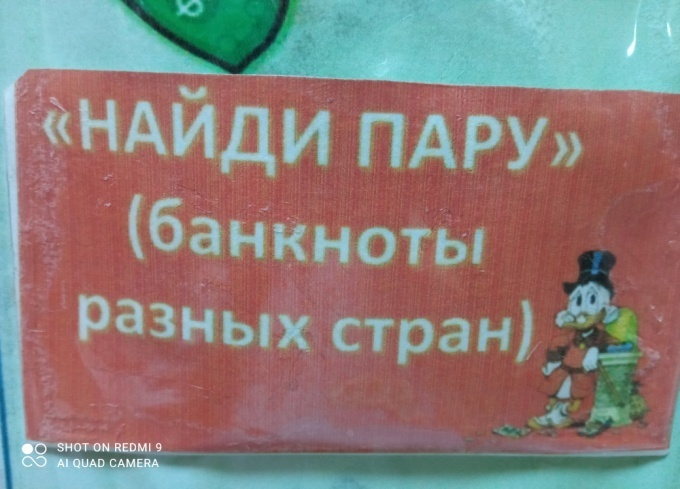 $
«НАЙДИ ПАРУ»
(банкноты
разных стран)
SHOT ON REDMI 9
AI QUAD CAMERA